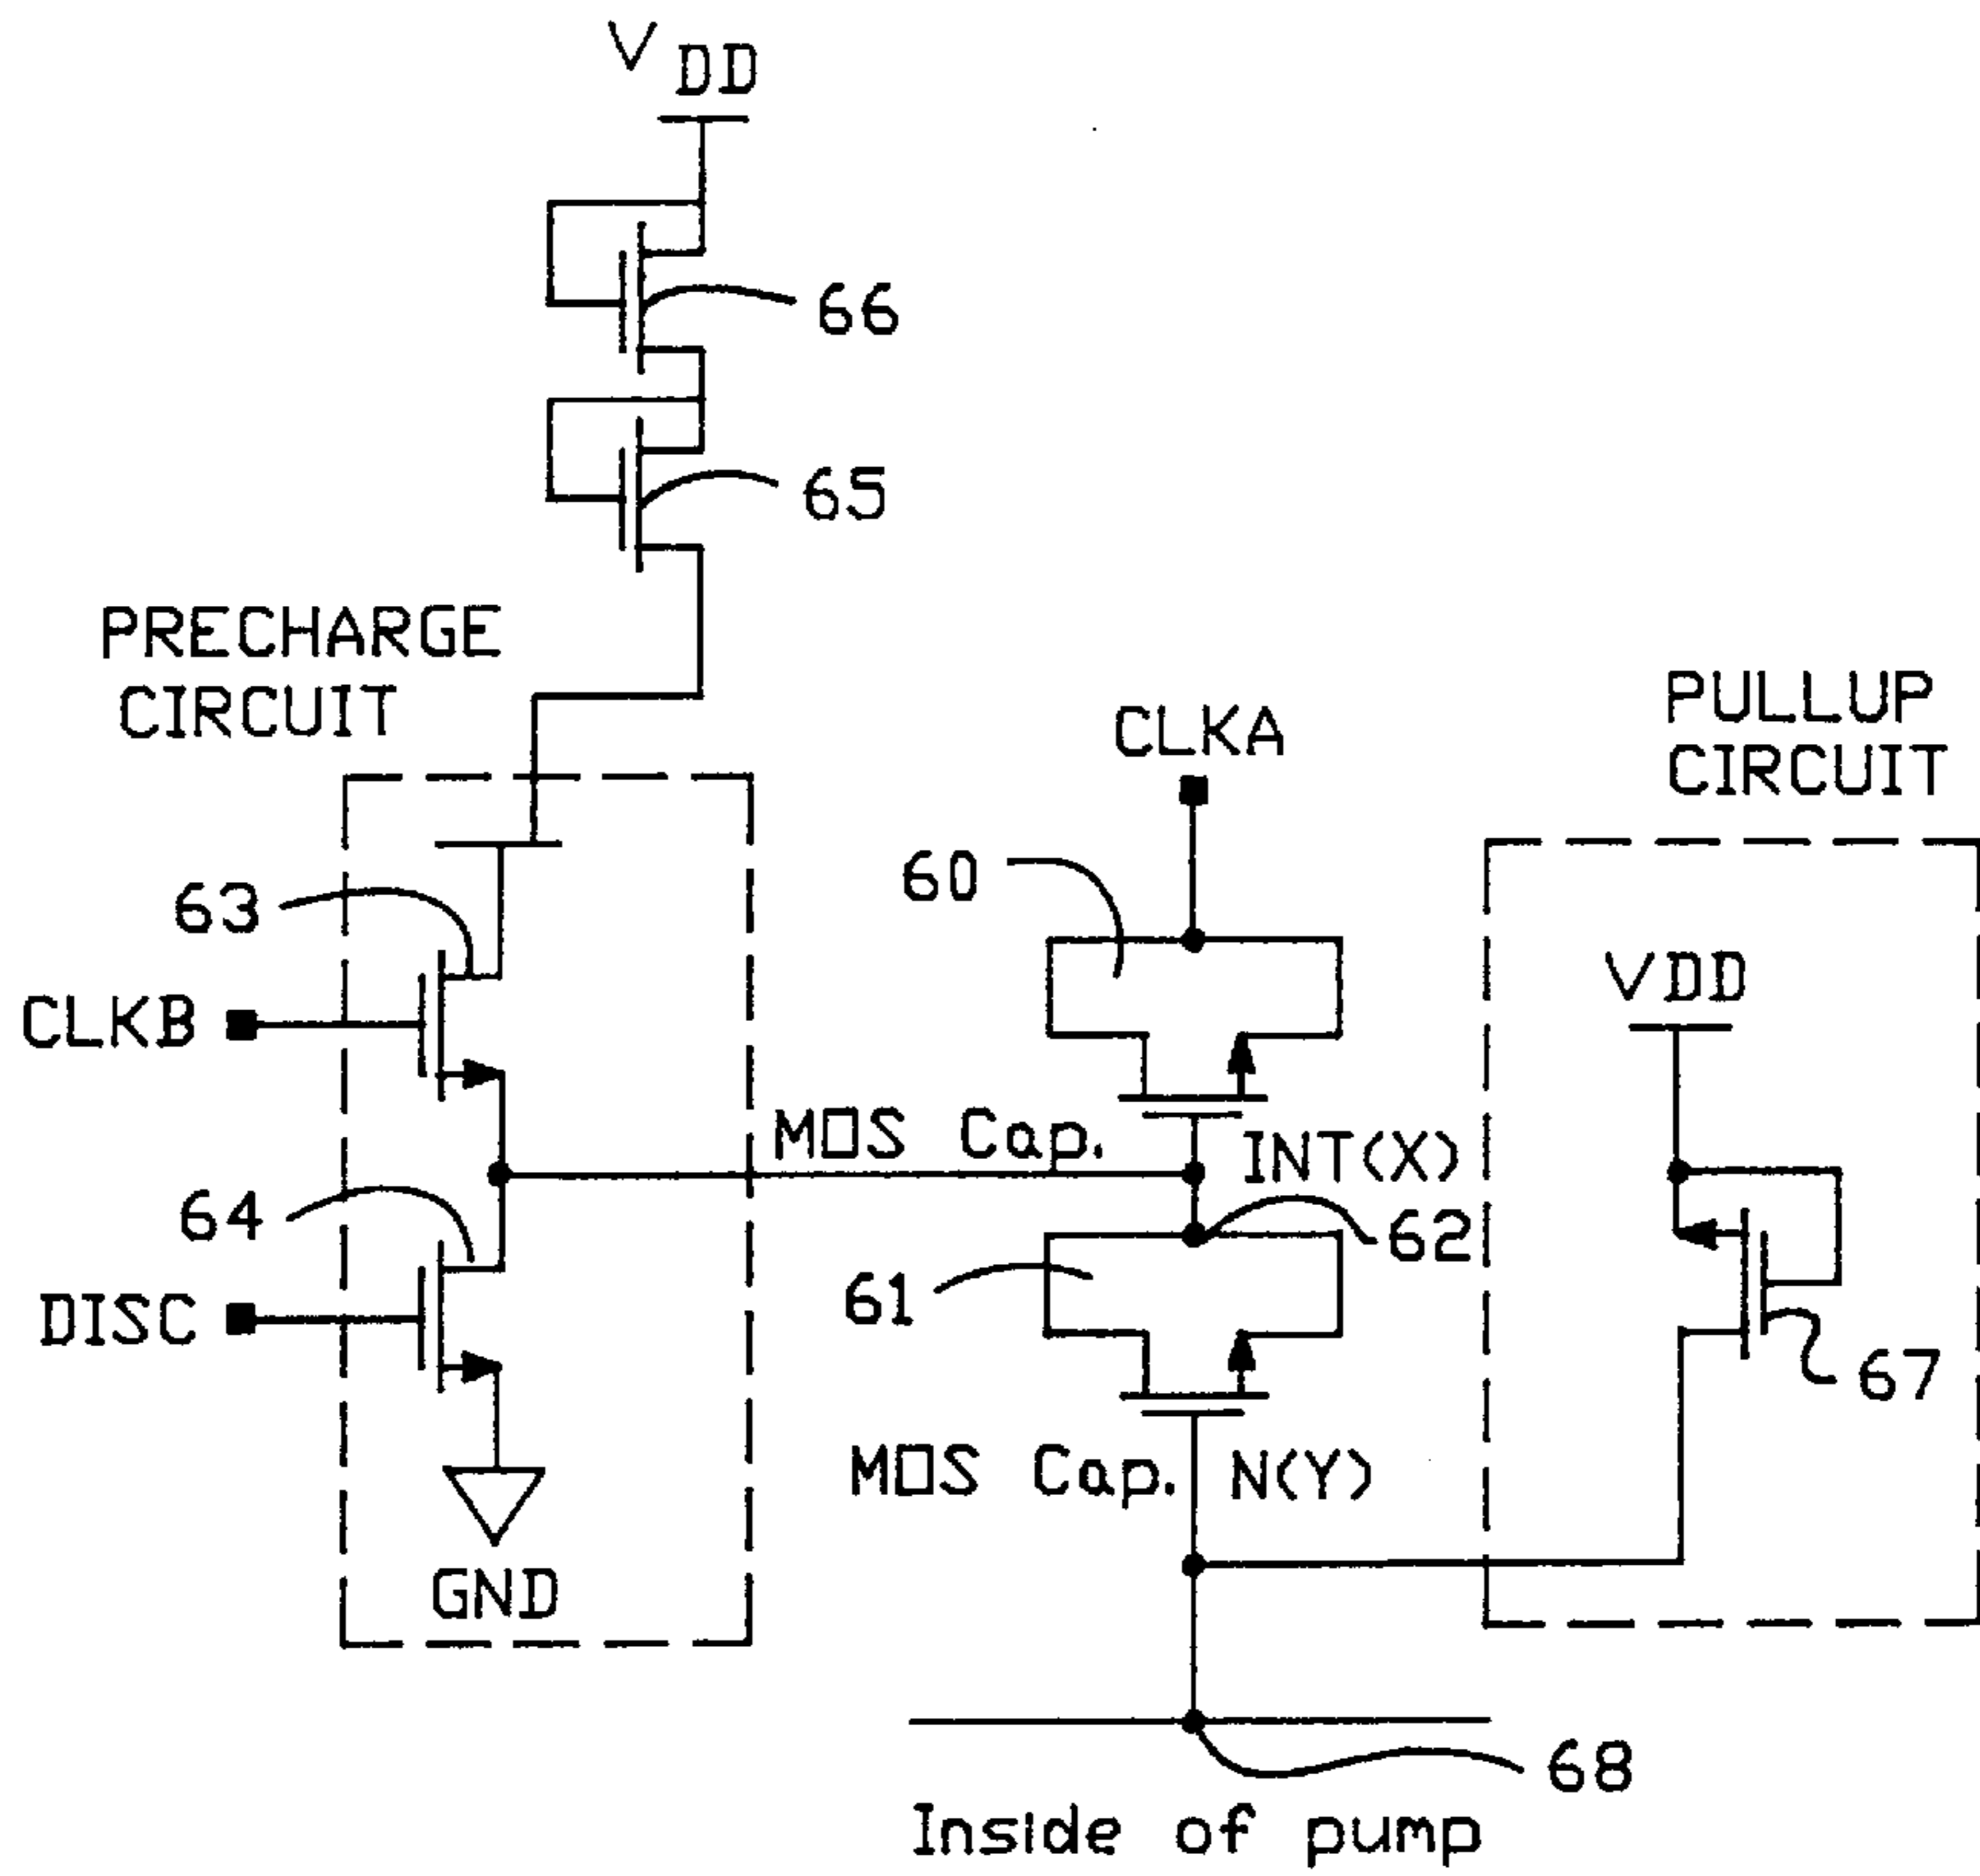 VDD
66
65
PRECHARGE
CIRCUIT
CLKA
PULLUP
CIRCUIT
60
63
VDD
CLKB
MOS Cap.
INT(X)
64
62
61
DISC
67
MOS Cap.
N(Y)
GND
68
Inside of pump